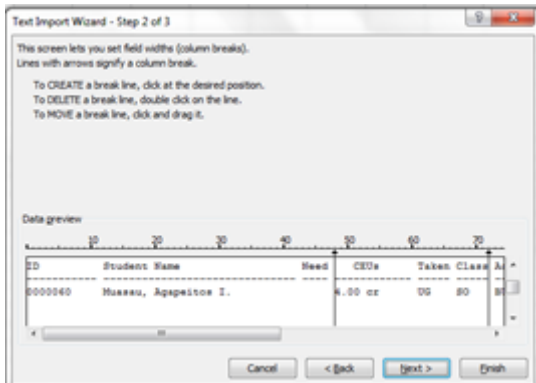 Text Import Wizard - Step 2 of 3
This screen lets you set field widths (column breaks).
Lines with arrows signify a column break.
To CREATE a break line, click at the desired position.
To DELETE a break line, double click on the line.
To MOVE a break line, click and drag it.
Data preview
10 20 30 40 50 60 70
ID Student Name Need CEUs Taken Class
0000060 Muasau, Agapeitos I. 4.00 cr UG SO
Cancel < Back Next > Finish